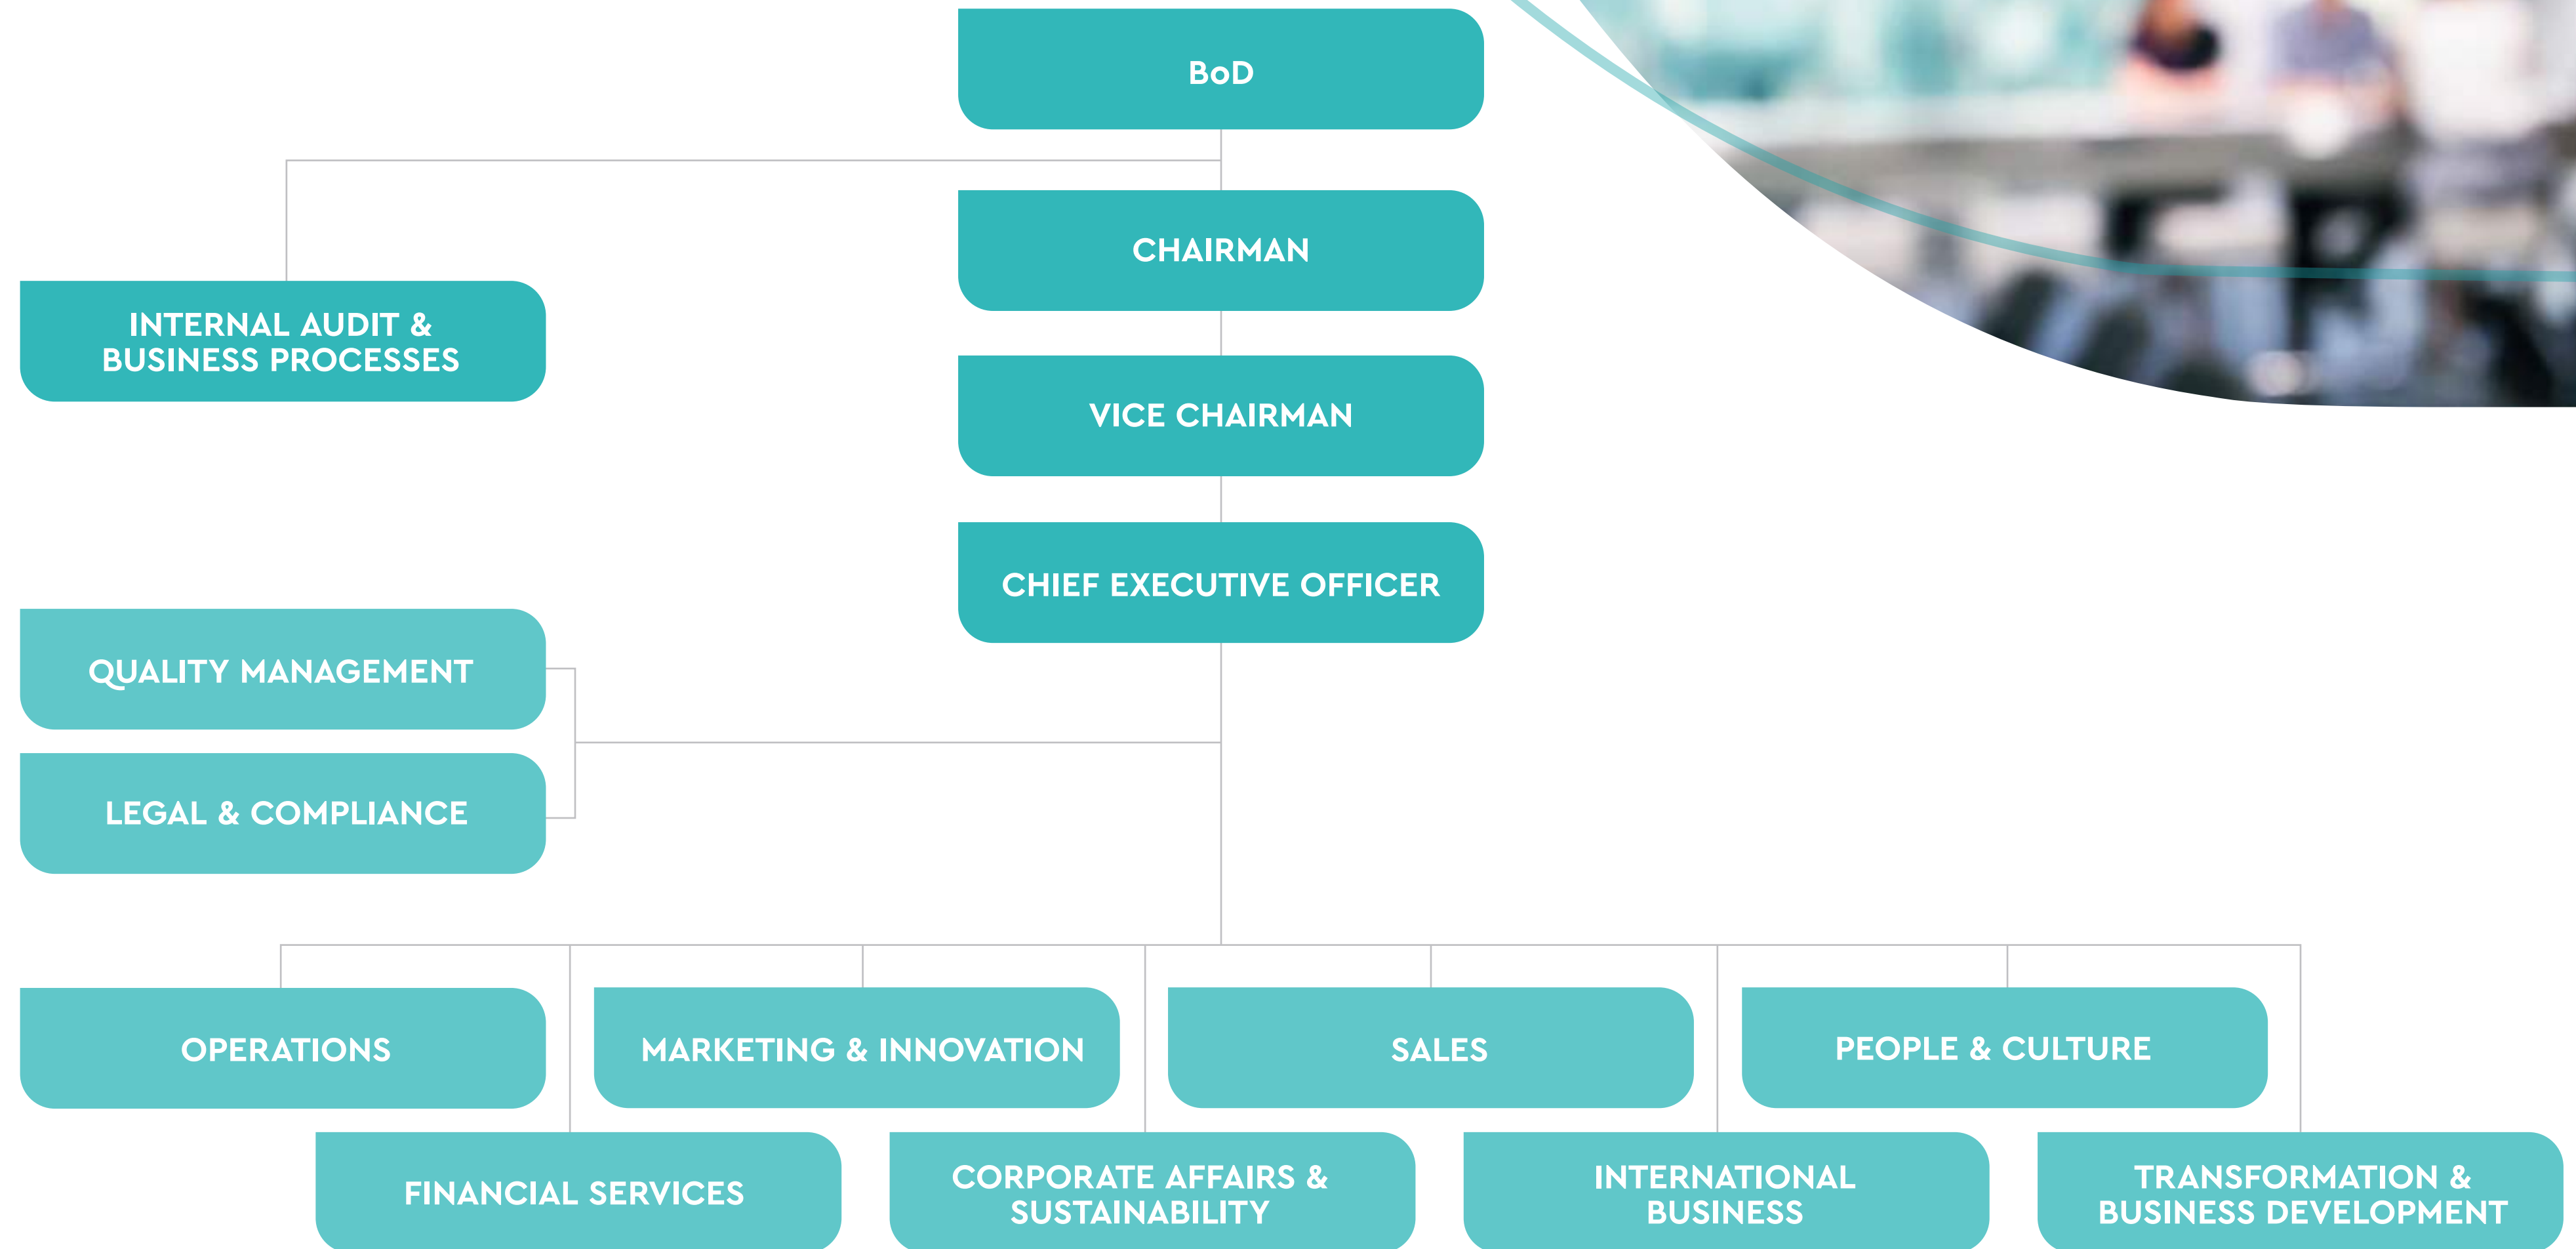 BoD
CHAIRMAN
INTERNAL AUDIT &
BUSINESS PROCESSES
VICE CHAIRMAN
CHIEF EXECUTIVE OFFICER
QUALITY MANAGEMENT
LEGAL & COMPLIANCE
OPERATIONS
MARKETING & INNOVATION
SALES
PEOPLE & CULTURE
FINANCIAL SERVICES
CORPORATE AFFAIRS &
SUSTAINABILITY
INTERNATIONAL
BUSINESS
TRANSFORMATION &
BUSINESS DEVELOPMENT